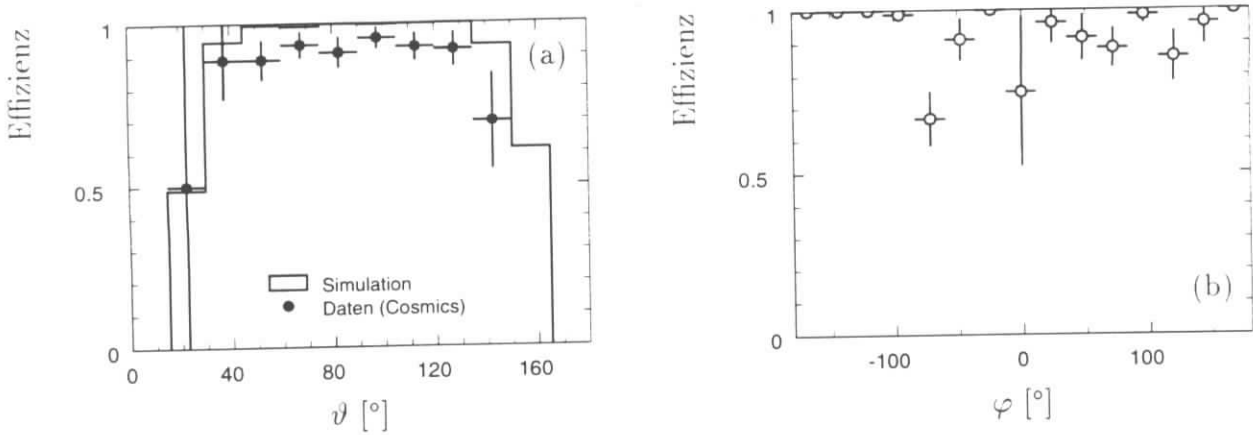 Effizienz
1
0.5
0
(a)
Simulation
Daten (Cosmics)
0
40
80
120
160
ϑ [°]
Effizienz
1
0.5
0
(b)
-100
0
100
φ [°]